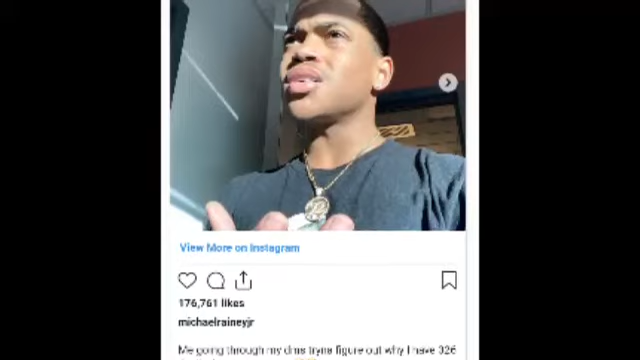 View More on Instagram
176,761 likes
michaelraineyjr
Me going through my dms tryna figure out why I have 326